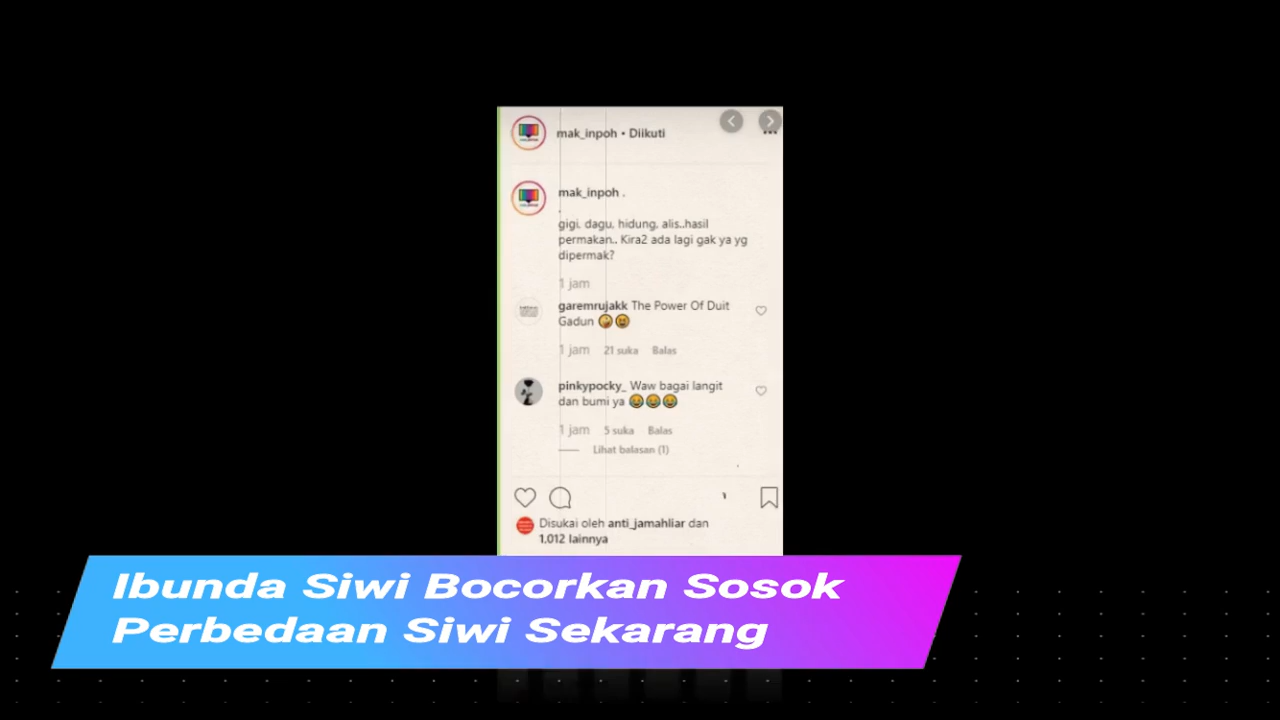 mak_inpoh • Diikuti
mak_inpoh .
.
gigi, dagu, hidung, alis..hasil
permakan.. Kira2 ada lagi gak ya yg
dipermak?
1 jam
garemrujakk The Power Of Duit
Gadun 🤪😝
1 jam 21 suka Balas
pinkypocky_ Waw bagai langit
dan bumi ya 😂😂😂
1 jam 5 suka Balas
Lihat balasan (1)
Disukai oleh anti_jamahliar dan
1,012 lainnya
Ibunda Siwi Bocorkan Sosok
Perbedaan Siwi Sekarang